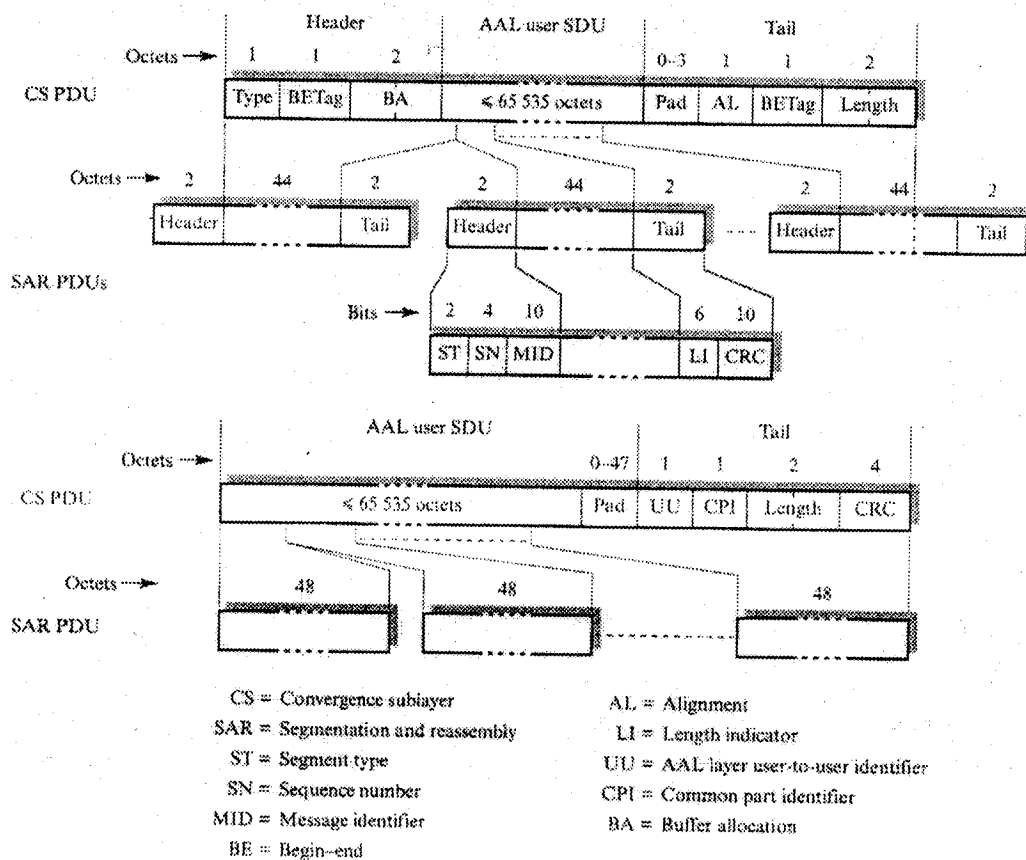 Header AAL user SDU Tail
Octets 1 1 2 0–3 1 1 2
CS PDU Type BETag BA ⩽ 65 535 octets Pad AL BETag Length
Octets 2 44 2 2 44 2 2 44 2
Header Tail Header Tail Header Tail
SAR PDUs
Bits 2 4 10 6 10
ST SN MID LI CRC
AAL user SDU Tail
Octets 0–47 1 1 2 4
CS PDU ⩽ 65 535 octets Pad UU CPI Length CRC
Octets 48 48 48
SAR PDU
CS = Convergence sublayer
SAR = Segmentation and reassembly
ST = Segment type
SN = Sequence number
MID = Message identifier
BE = Begin–end
AL = Alignment
LI = Length indicator
UU = AAL layer user-to-user identifier
CPI = Common part identifier
BA = Buffer allocation